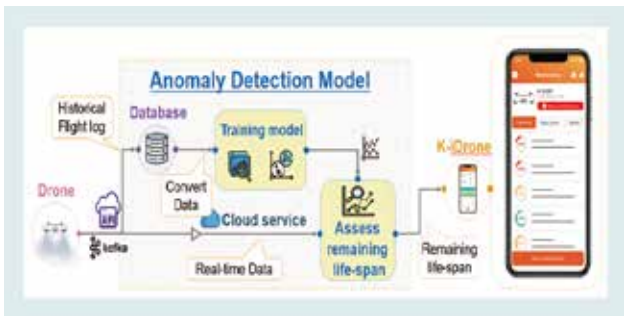 Anomaly Detection Model
Historical
Flight log
Database
Training model
Convert
Data
Drone
API
kafka
Cloud service
Real-time Data
Assess
remaining
life-span
K-iDrone
Remaining
life-span